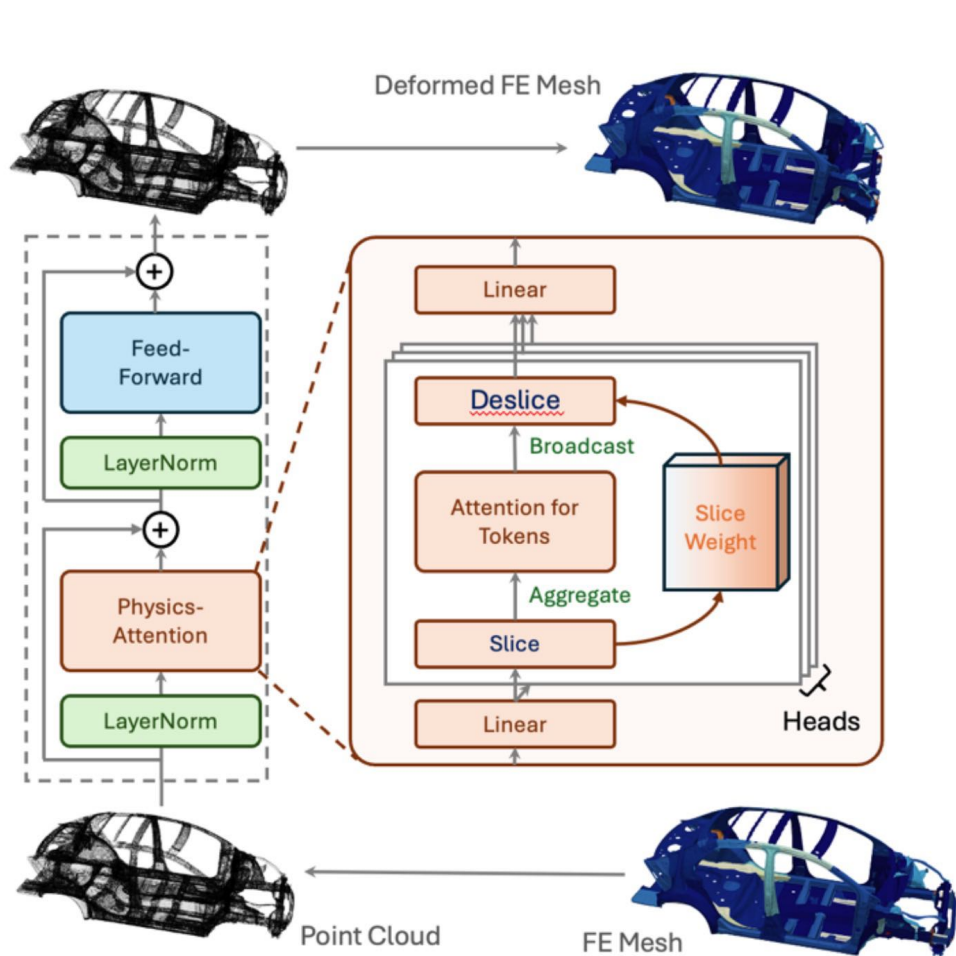 Deformed FE Mesh
Feed-
Forward
LayerNorm
Physics-
Attention
LayerNorm
Linear
Deslice
Broadcast
Attention for
Tokens
Slice
Weight
Aggregate
Slice
Linear
Heads
Point Cloud
FE Mesh